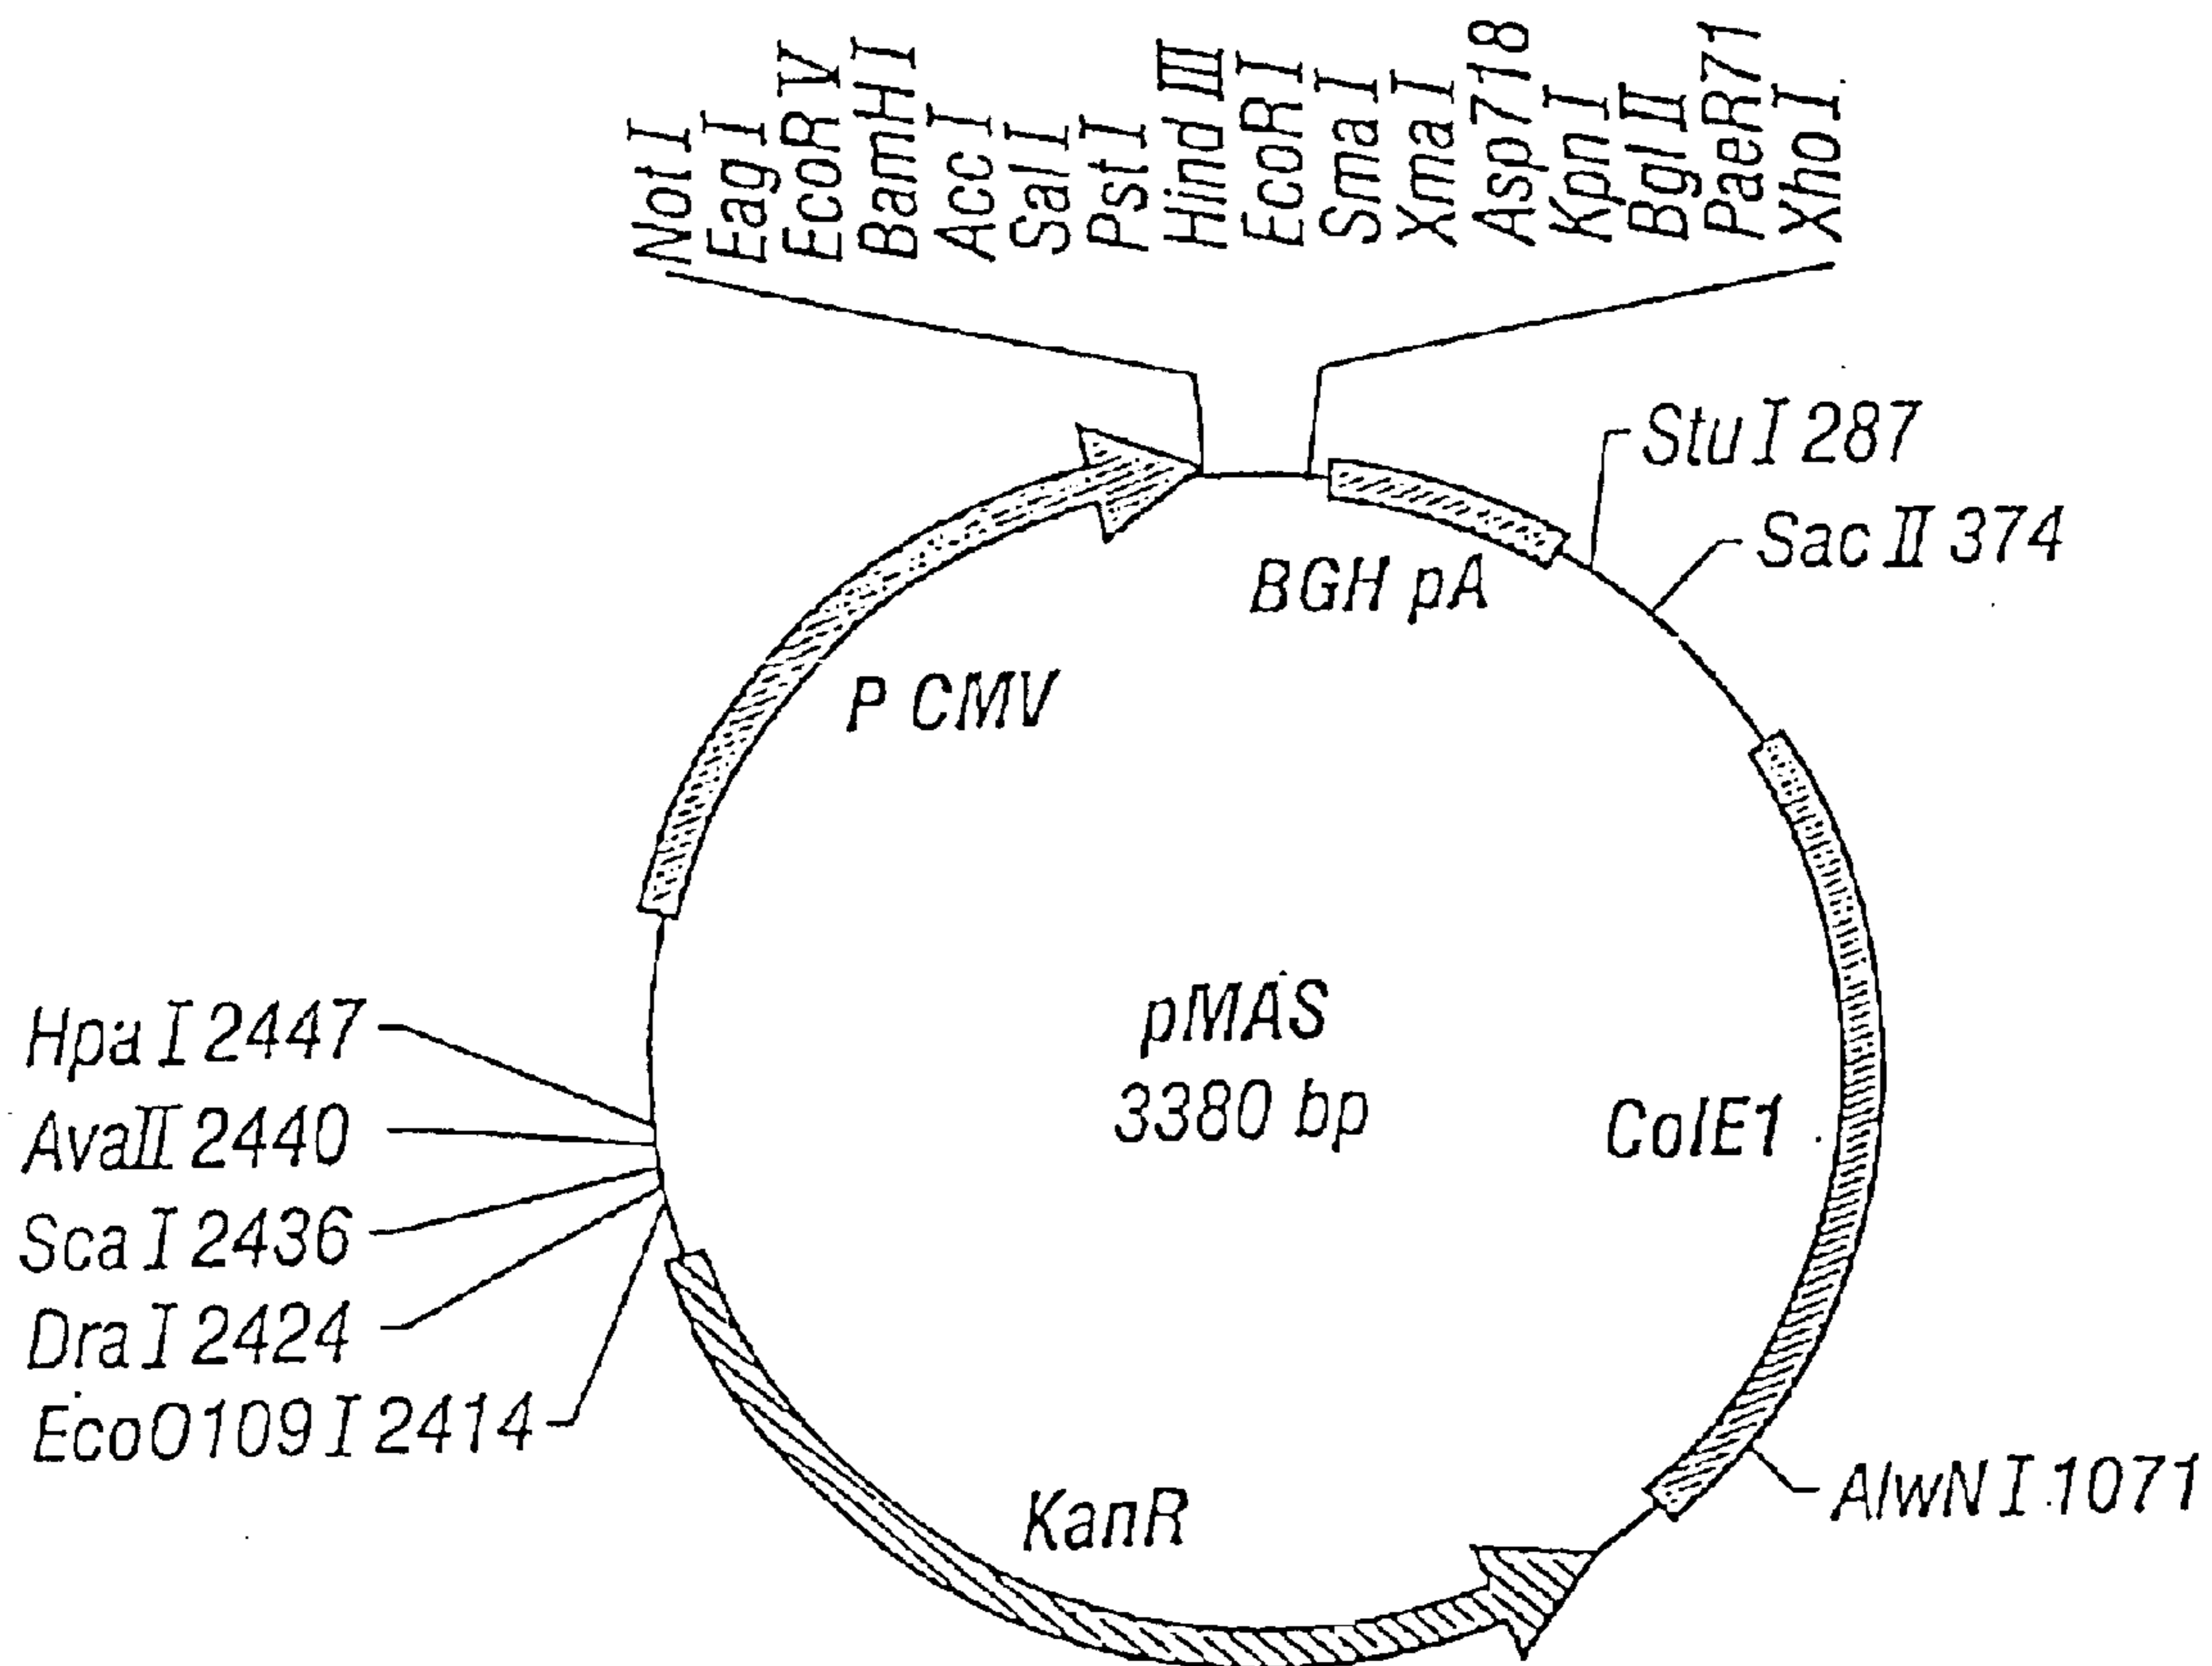 Not I
Eag I
EcoR V
BamH I
Acc I
Sal I
Pst I
Hind III
EcoR I
Sma I
Xma I
Asp718
Kpn I
Bgl II
PaeR71
Xho I
Stu I 287
Sac II 374
BGH pA
P CMV
pMAS
3380 bp
Hpa I 2447
Ava II 2440
Sca I 2436
Dra I 2424
EcoO109 I 2414
ColE1
KanR
AlwN I 1071